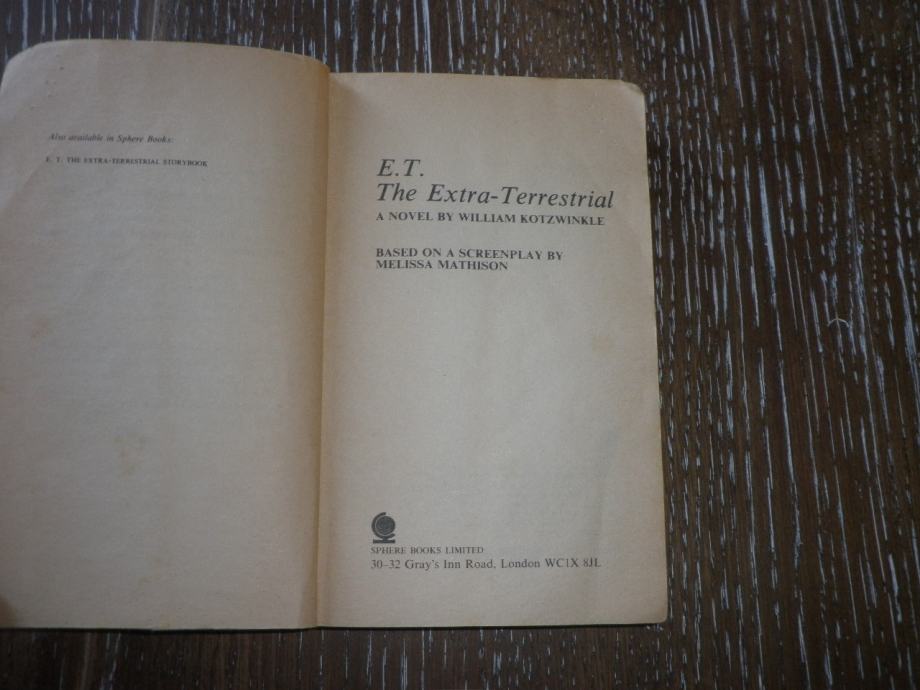 Also available in Sphere Books:
E. T. THE EXTRA-TERRESTRIAL STORYBOOK
E.T.
The Extra-Terrestrial
A NOVEL BY WILLIAM KOTZWINKLE
BASED ON A SCREENPLAY BY
MELISSA MATHISON
SPHERE BOOKS LIMITED
30–32 Gray's Inn Road, London WC1X 8JL